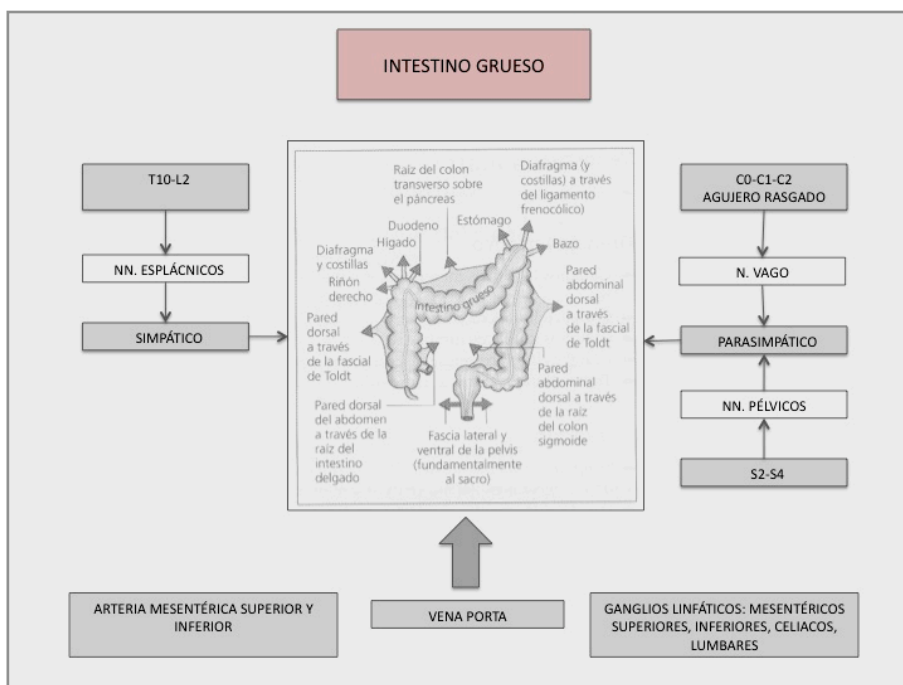 INTESTINO GRUESO
T10-L2
NN. ESPLÁCNICOS
SIMPÁTICO
Raíz del colon
transverso sobre
el páncreas
Diafragma (y
costillas) a través
del ligamento
frenocólico)
Duodeno
Estómago
Hígado
Bazo
Diafragma
y costillas
Riñón
derecho
Intestino grueso
Pared
dorsal
a través
de la fascial
de Toldt
Pared
abdominal
dorsal
a través
de la fascial
de Toldt
Pared dorsal
del abdomen
a través de la
raíz del
intestino
delgado
Fascia lateral y
ventral de la pelvis
(fundamentalmente
al sacro)
Pared
abdominal
dorsal a través
de la raíz
del colon
sigmoide
C0-C1-C2
AGUJERO RASGADO
N. VAGO
PARASIMPÁTICO
NN. PÉLVICOS
S2-S4
ARTERIA MESENTÉRICA SUPERIOR Y
INFERIOR
VENA PORTA
GANGLIOS LINFÁTICOS: MESENTÉRICOS
SUPERIORES, INFERIORES, CELIACOS,
LUMBARES